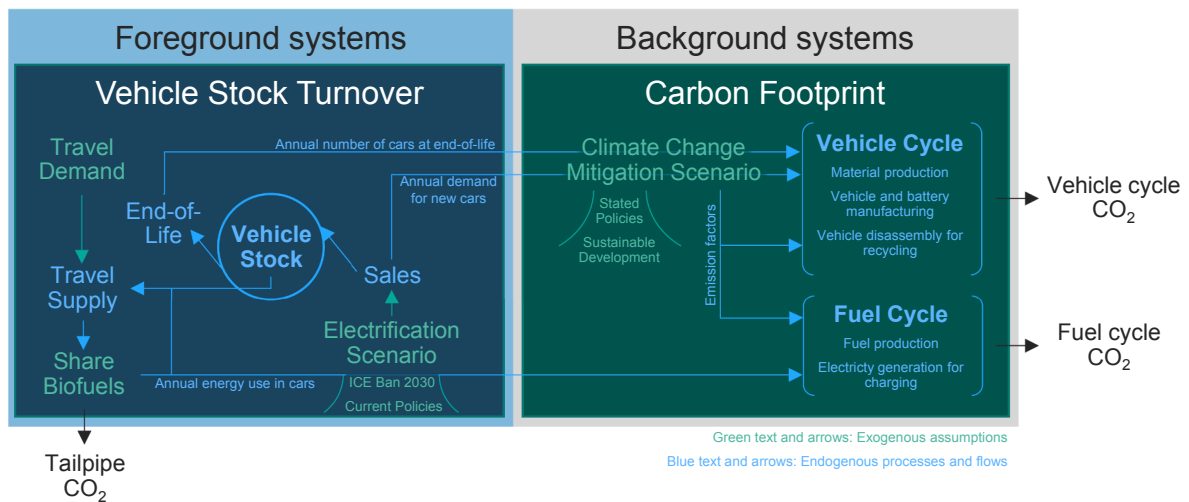 Foreground systems
Background systems
Vehicle Stock Turnover
Carbon Footprint
Travel
Demand
Annual number of cars at end-of-life
Annual demand
for new cars
End-of-
Life
Vehicle
Stock
Travel
Supply
Sales
Electrification
Scenario
Share
Biofuels
Annual energy use in cars
ICE Ban 2030
Current Policies
Climate Change
Mitigation Scenario
Stated
Policies
Sustainable
Development
Emission factors
Vehicle Cycle
Material production
Vehicle and battery
manufacturing
Vehicle disassembly for
recycling
Fuel Cycle
Fuel production
Electricty generation for
charging
Vehicle cycle
CO₂
Fuel cycle
CO₂
Tailpipe
CO₂
Green text and arrows: Exogenous assumptions
Blue text and arrows: Endogenous processes and flows